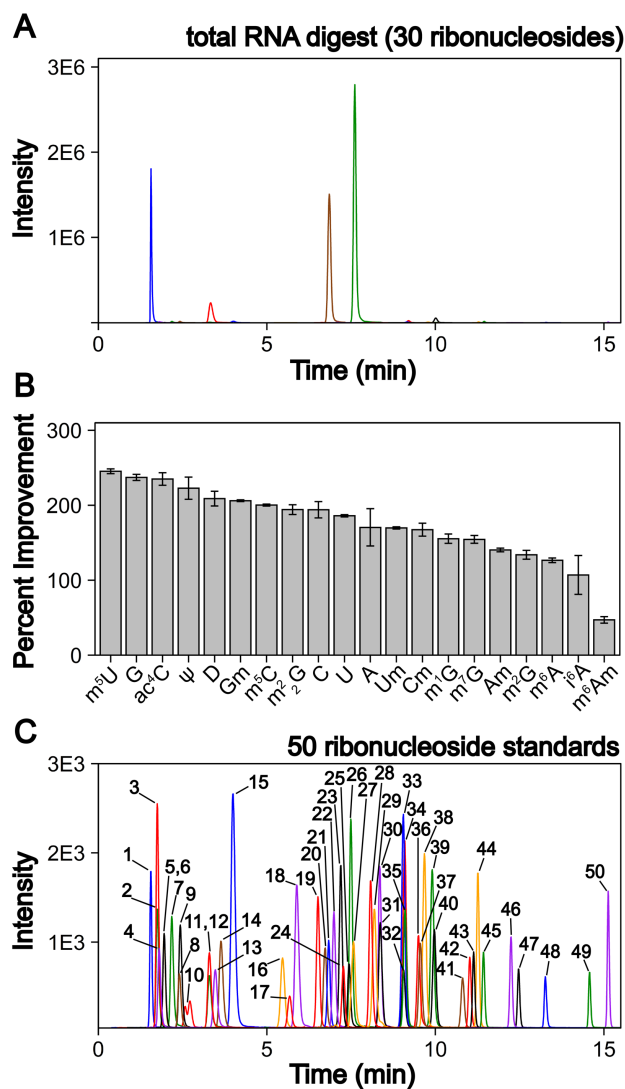 A
total RNA digest (30 ribonucleosides)
3E6
2E6
1E6
Intensity
0 5 10 15
Time (min)
B
300
200
100
0
Percent Improvement
m⁵U G ac⁴C ψ D Gm m⁵C m²₂G C U A Um Cm m¹G m⁷G Am m²G m⁶A i⁶A m⁶Am
C
50 ribonucleoside standards
3E3
2E3
1E3
Intensity
1 2 3 4 5,6 7 8 9 10 11,12 13 14 15 16 17 18 19 20 21 22 23 24 25 26 27 28 29 30 31 32 33 34 35 36 37 38 39 40 41 42 43 44 45 46 47 48 49 50
0 5 10 15
Time (min)